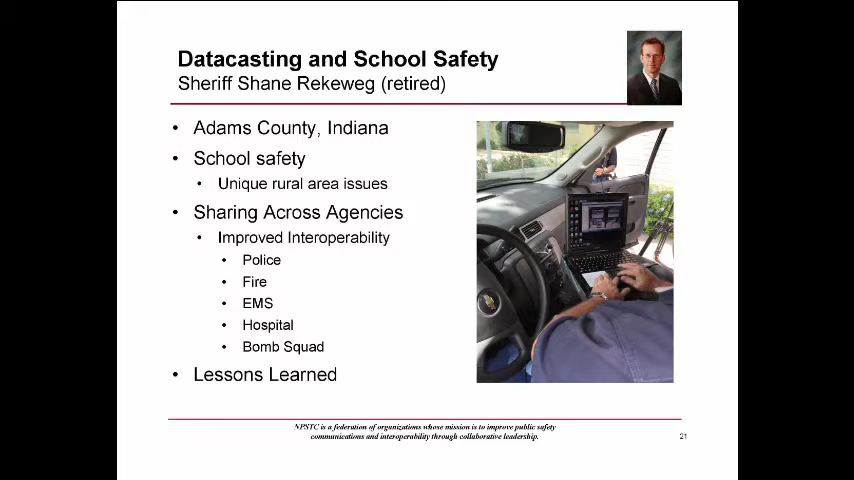 Datacasting and School Safety
Sheriff Shane Rekeweg (retired)
• Adams County, Indiana
• School safety
• Unique rural area issues
• Sharing Across Agencies
• Improved Interoperability
• Police
• Fire
• EMS
• Hospital
• Bomb Squad
• Lessons Learned
NPSTC is a federation of organizations whose mission is to improve public safety
communications and interoperability through collaborative leadership.
21